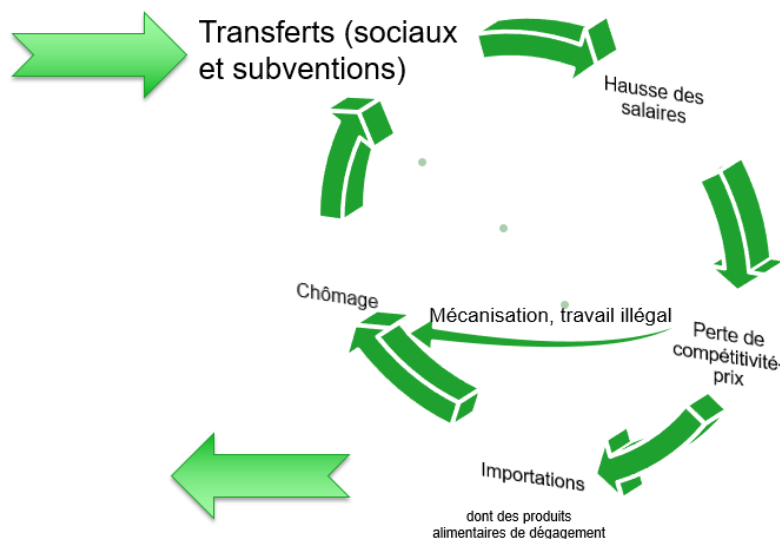 Transferts (sociaux
et subventions)
Hausse des
salaires
Chômage
Mécanisation, travail illégal
Perte de
compétitivité-
prix
Importations
dont des produits
alimentaires de dégagement